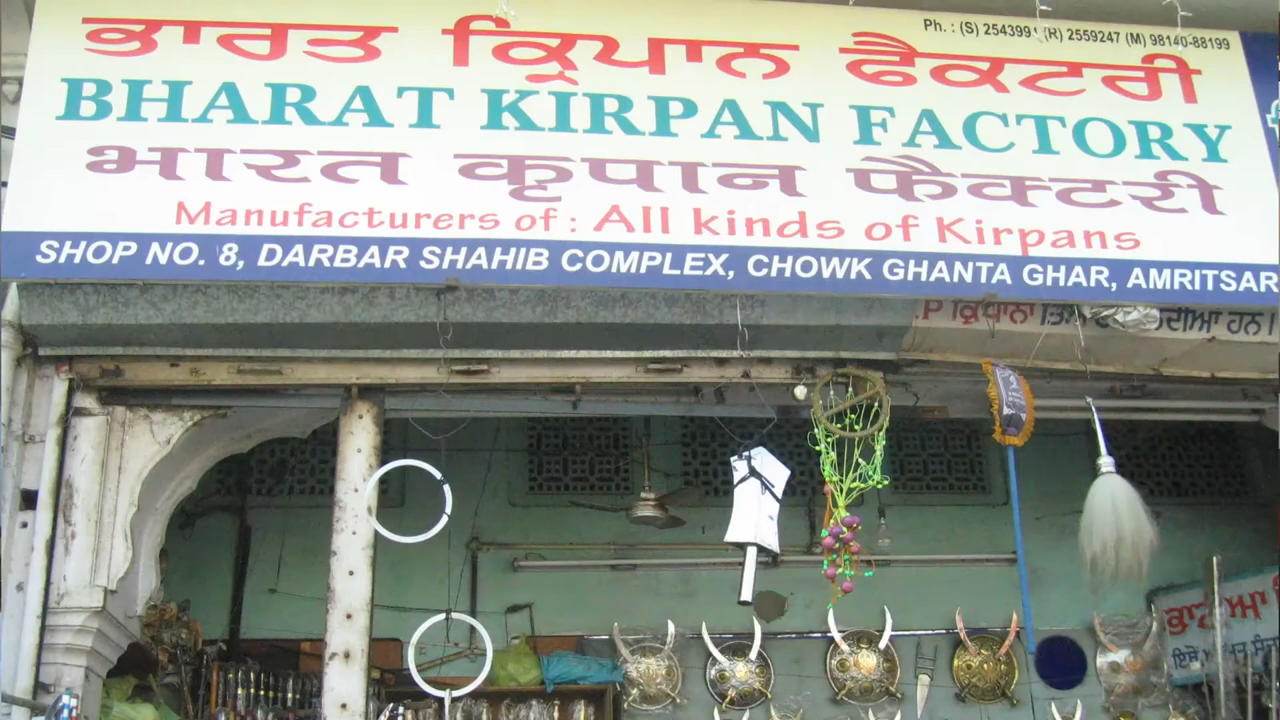 Ph. : (S) 254399 (R) 2559247 (M) 98140-88199
ਭਾਰਤ ਕ੍ਰਿਪਾਨ ਫੈਕਟਰੀ
BHARAT KIRPAN FACTORY
भारत कृपान फैक्टरी
Manufacturers of : All kinds of Kirpans
SHOP NO. 8, DARBAR SHAHIB COMPLEX, CHOWK GHANTA GHAR, AMRITSAR
ਕ੍ਰਿਪਾਨਾਂ ਹਨ।